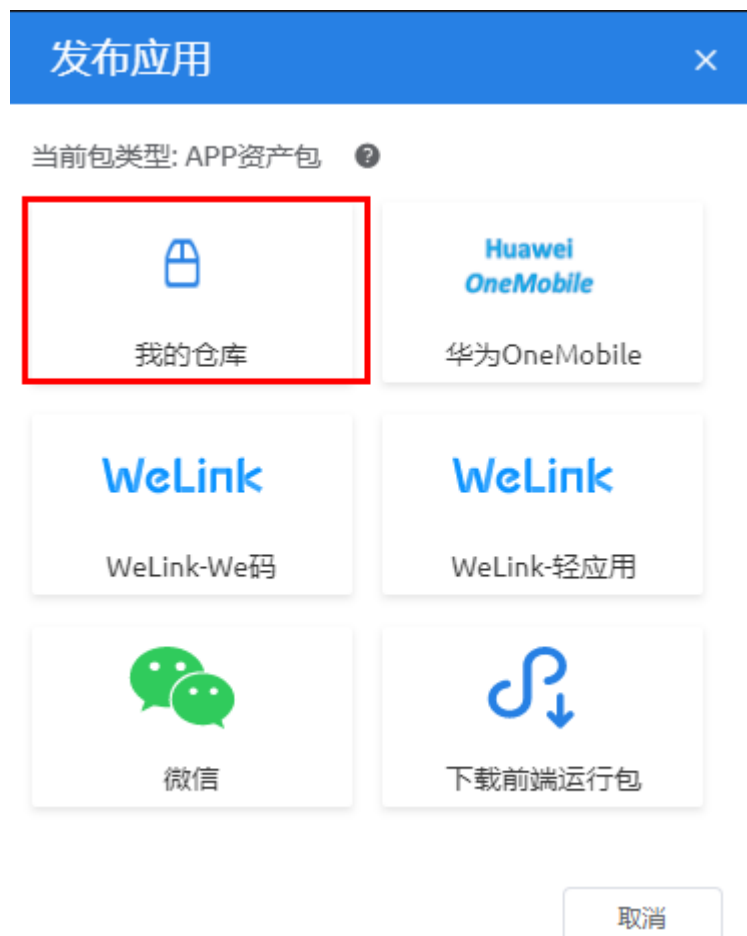 发布应用
当前包类型: APP资产包
Huawei
OneMobile
我的仓库
华为OneMobile
WeLink
WeLink
WeLink-We码
WeLink-轻应用
微信
下载前端运行包
取消